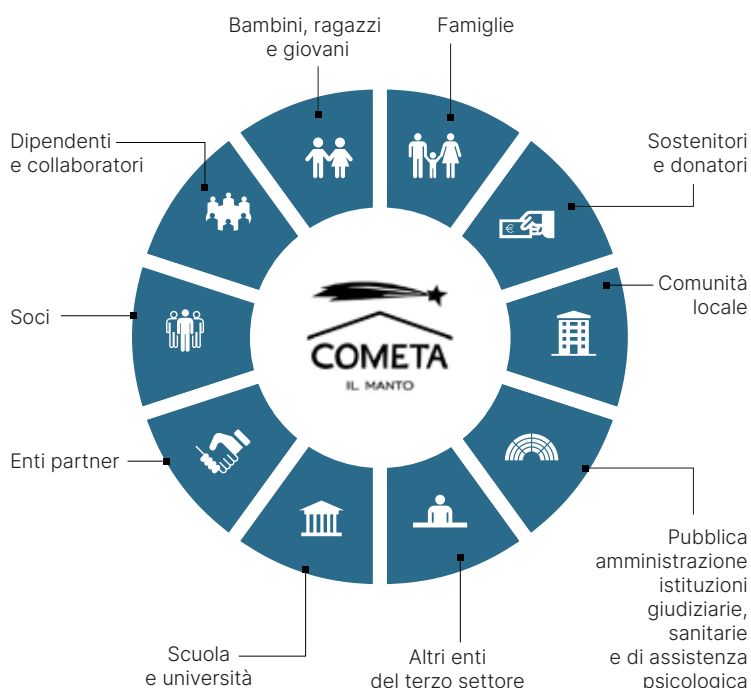 Bambini, ragazzi
e giovani
Famiglie
Dipendenti
e collaboratori
Sostenitori
e donatori
Soci
Comunità
locale
COMETA
IL MANTO
€
Enti partner
Scuola
e università
Altri enti
del terzo settore
Pubblica
amministrazione
istituzioni
giudiziarie,
sanitarie
e di assistenza
psicologica